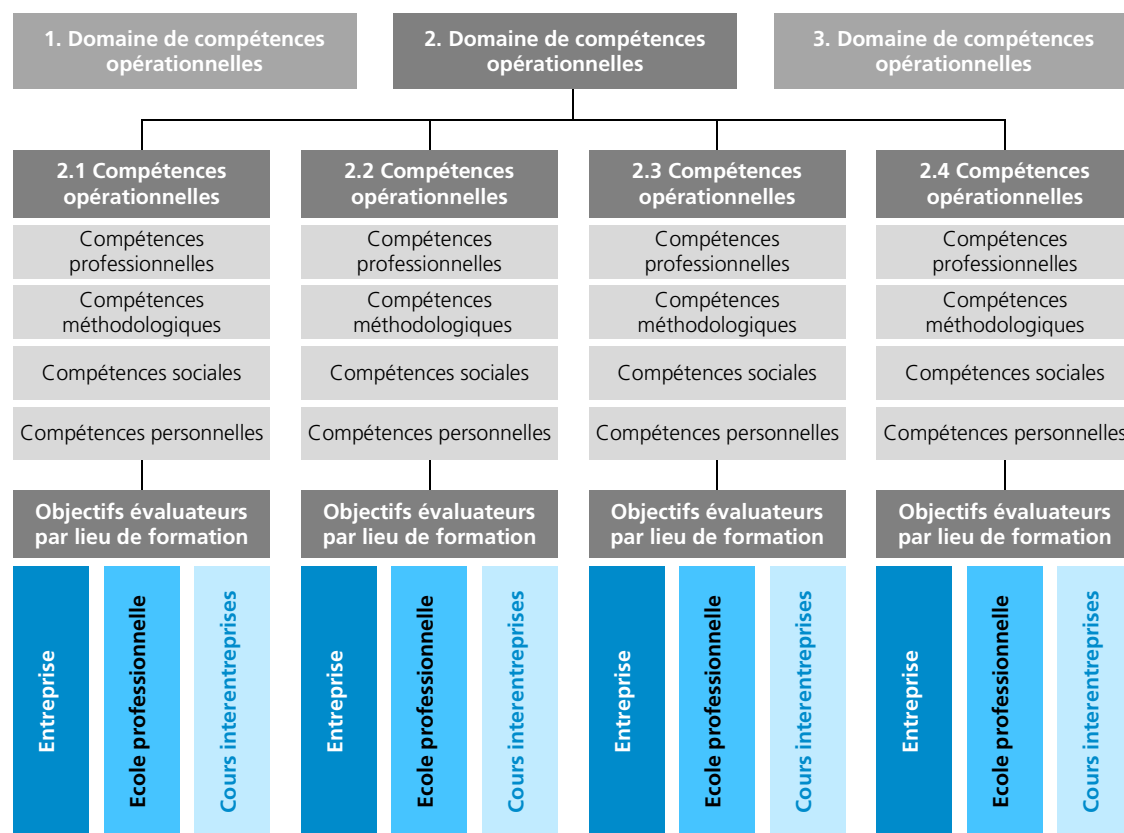 1. Domaine de compétences
opérationnelles
2. Domaine de compétences
opérationnelles
3. Domaine de compétences
opérationnelles
2.1 Compétences
opérationnelles
2.2 Compétences
opérationnelles
2.3 Compétences
opérationnelles
2.4 Compétences
opérationnelles
Compétences
professionnelles
Compétences
professionnelles
Compétences
professionnelles
Compétences
professionnelles
Compétences
méthodologiques
Compétences
méthodologiques
Compétences
méthodologiques
Compétences
méthodologiques
Compétences sociales
Compétences sociales
Compétences sociales
Compétences sociales
Compétences personnelles
Compétences personnelles
Compétences personnelles
Compétences personnelles
Objectifs évaluateurs
par lieu de formation
Objectifs évaluateurs
par lieu de formation
Objectifs évaluateurs
par lieu de formation
Objectifs évaluateurs
par lieu de formation
Entreprise
Ecole professionnelle
Cours interentreprises
Entreprise
Ecole professionnelle
Cours interentreprises
Entreprise
Ecole professionnelle
Cours interentreprises
Entreprise
Ecole professionnelle
Cours interentreprises